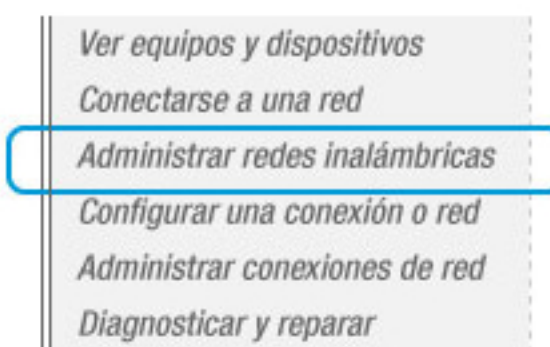 Ver equipos y dispositivos
Conectarse a una red
Administrar redes inalámbricas
Configurar una conexión o red
Administrar conexiones de red
Diagnosticar y reparar